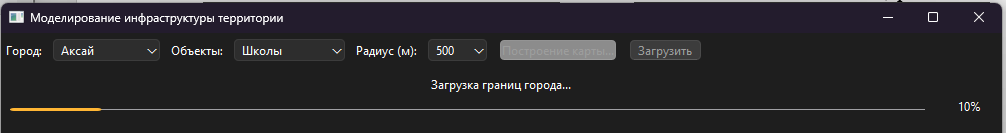 Моделирование инфраструктуры территории
Город: Аксай Объекты: Школы Радиус (м): 500 Построение карты... Загрузить
Загрузка границ города...
10%